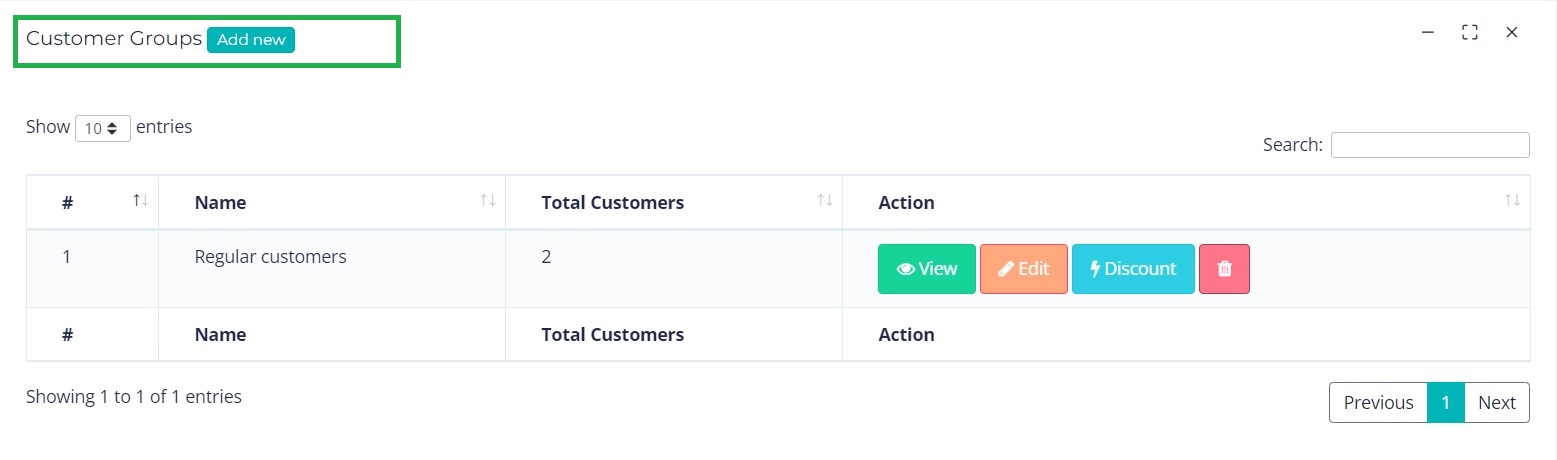 Customer Groups Add new
Show 10 entries
Search:
# Name Total Customers Action
1 Regular customers 2 View Edit Discount
# Name Total Customers Action
Showing 1 to 1 of 1 entries
Previous 1 Next